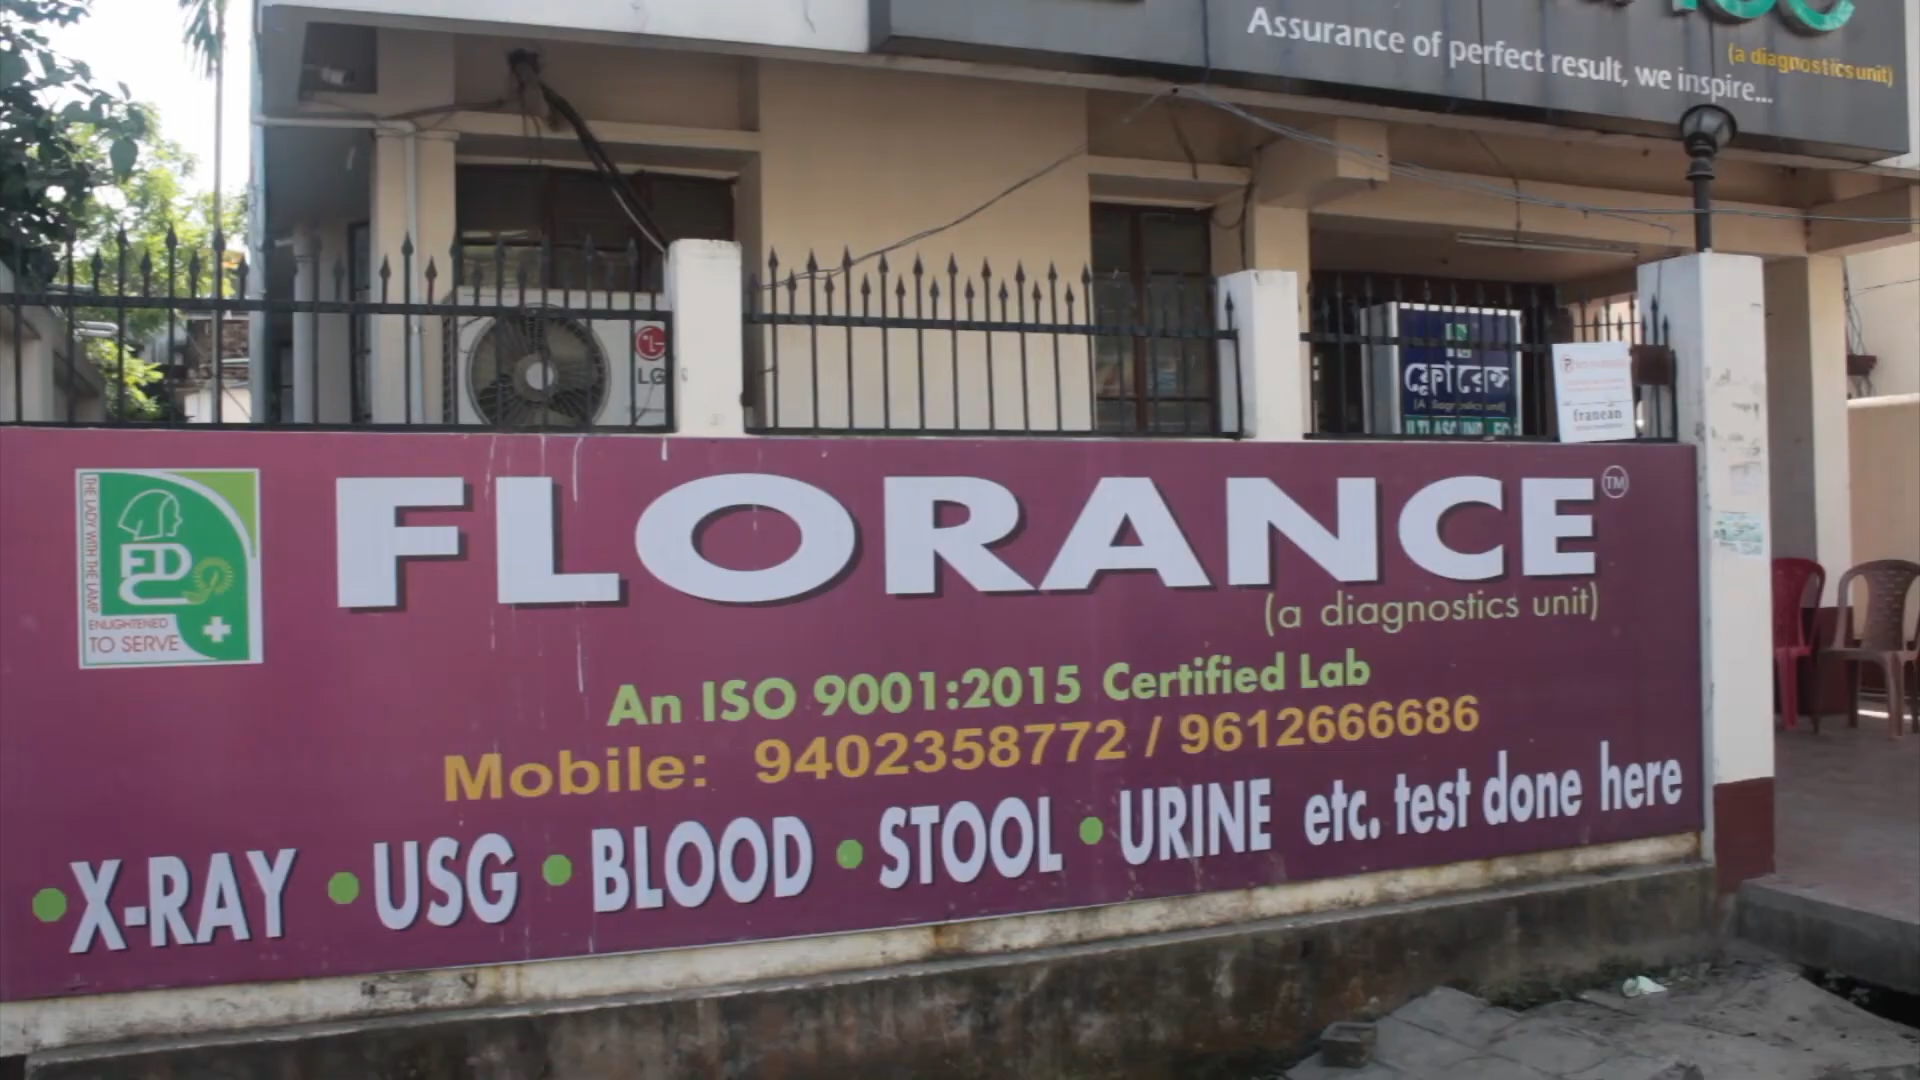 Assurance of perfect result, we inspire...
(a diagnostics unit)
LG
ফ্লোরেন্স
franean
THE LADY WITH THE LAMP
ENLIGHTENED
TO SERVE
FLORANCE TM
(a diagnostics unit)
An ISO 9001:2015 Certified Lab
Mobile: 9402358772 / 9612666686
•X-RAY •USG •BLOOD •STOOL •URINE etc. test done here